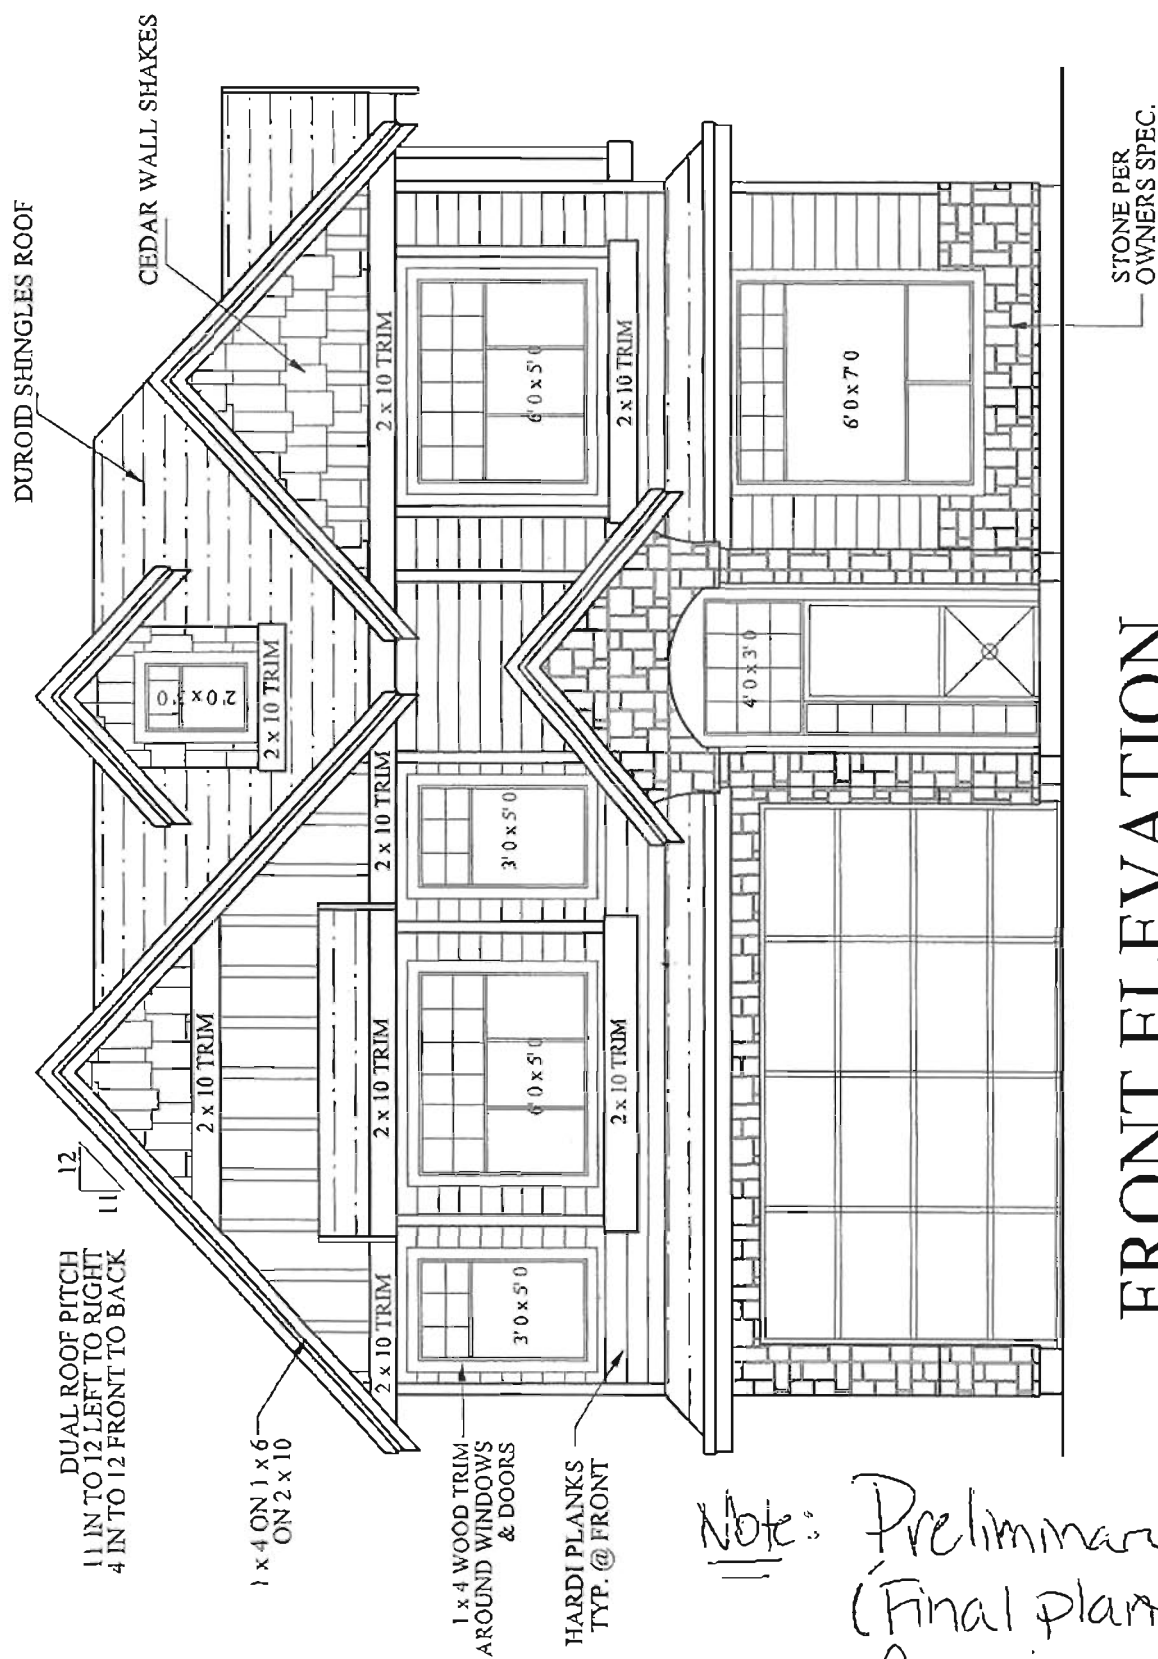 DUROID SHINGLES ROOF
CEDAR WALL SHAKES
DUAL ROOF PITCH
11 IN TO 12 LEFT TO RIGHT
4 IN TO 12 FRONT TO BACK
12
11
1 x 4 ON 1 x 6
ON 2 x 10
1 x 4 WOOD TRIM
AROUND WINDOWS
& DOORS
HARDI PLANKS
TYP. @ FRONT
2 x 10 TRIM
2 x 10 TRIM
2 x 10 TRIM
2 x 10 TRIM
2 x 10 TRIM
2 x 10 TRIM
2 x 10 TRIM
2 x 10 TRIM
2' 0 x 3' 0
3' 0 x 5' 0
6' 0 x 5' 0
3' 0 x 5' 0
6' 0 x 5' 0
4' 0 x 3' 0
6' 0 x 7' 0
STONE PER
OWNERS SPEC.
FRONT ELEVATION
Note: Preliminar
(Final plan